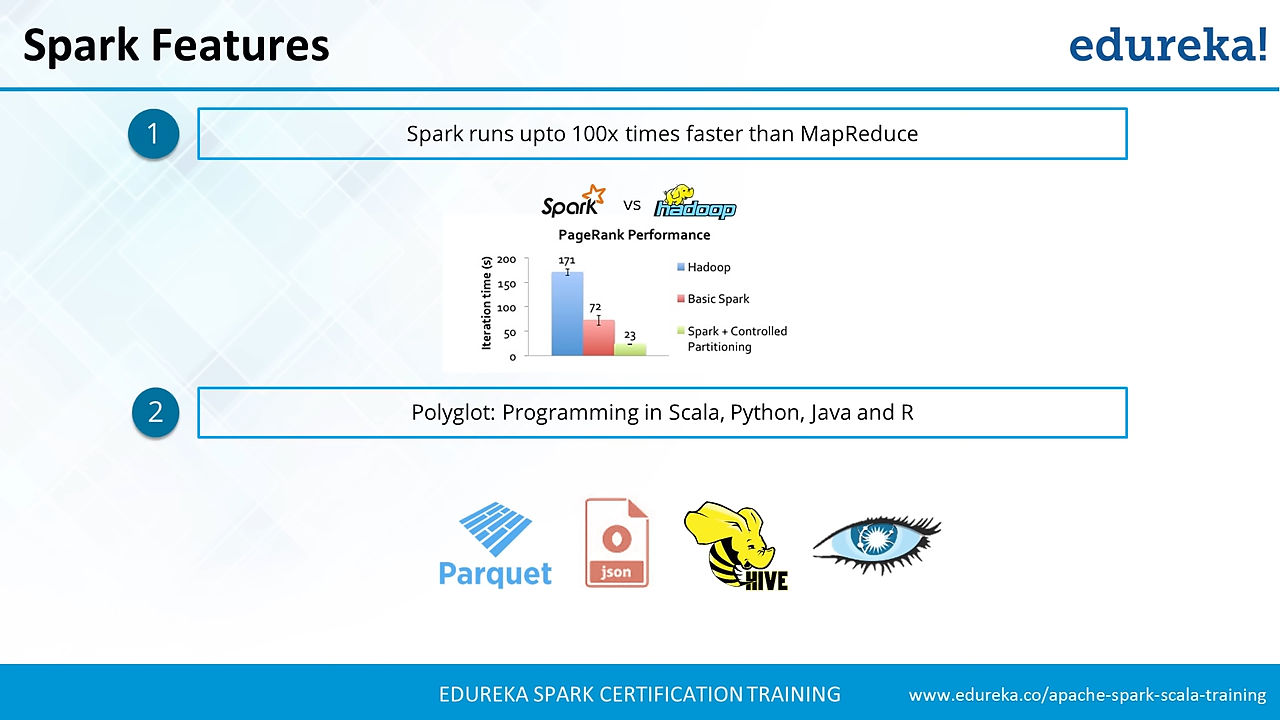 Spark Features
edureka!
1
Spark runs upto 100x times faster than MapReduce
Spark vs hadoop
PageRank Performance
Iteration time (s)
200
150
100
50
0
171
72
23
Hadoop
Basic Spark
Spark + Controlled
Partitioning
2
Polyglot: Programming in Scala, Python, Java and R
Parquet
json
HIVE
EDUREKA SPARK CERTIFICATION TRAINING
www.edureka.co/apache-spark-scala-training